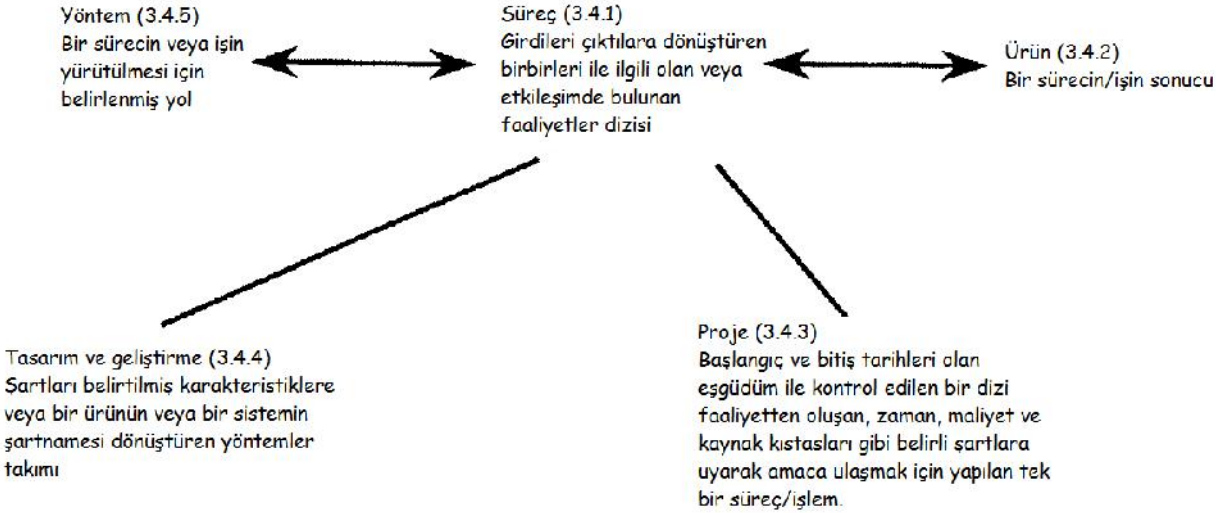 Yöntem (3.4.5)
Bir sürecin veya işin
yürütülmesi için
belirlenmiş yol
Süreç (3.4.1)
Girdileri çıktılara dönüştüren
birbirleri ile ilgili olan veya
etkileşimde bulunan
faaliyetler dizisi
Ürün (3.4.2)
Bir sürecin/işin sonucu
Tasarım ve geliştirme (3.4.4)
Şartları belirtilmiş karakteristiklere
veya bir ürünün veya bir sistemin
şartnamesi dönüştüren yöntemler
takımı
Proje (3.4.3)
Başlangıç ve bitiş tarihleri olan
eşgüdüm ile kontrol edilen bir dizi
faaliyetten oluşan, zaman, maliyet ve
kaynak kıstasları gibi belirli şartlara
uyarak amaca ulaşmak için yapılan tek
bir süreç/işlem.